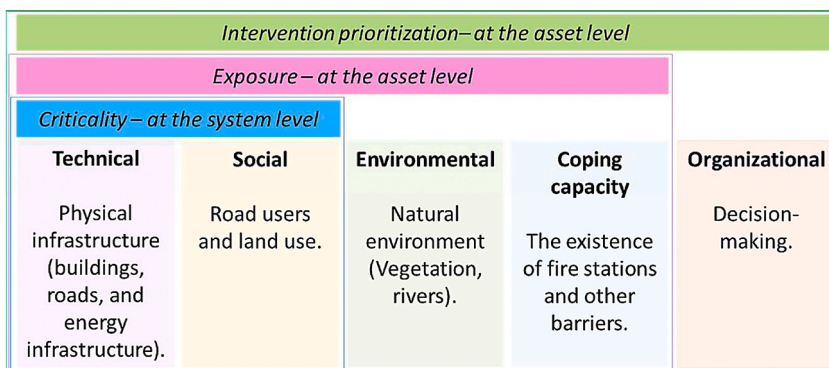 Intervention prioritization– at the asset level
Exposure – at the asset level
Criticality – at the system level
Technical
Physical
infrastructure
(buildings,
roads, and
energy
infrastructure).
Social
Road users
and land use.
Environmental
Natural
environment
(Vegetation,
rivers).
Coping
capacity
The existence
of fire stations
and other
barriers.
Organizational
Decision-
making.